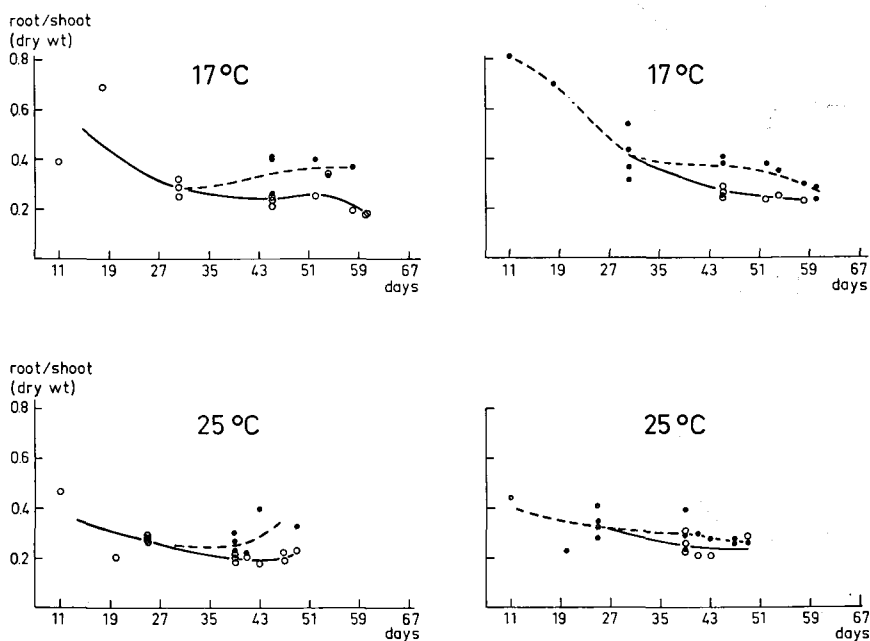 root/shoot
(dry wt)
0.8
17 °C
0.6
0.4
0.2
11 19 27 35 43 51 59 67
days
17 °C
11 19 27 35 43 51 59 67
days
root/shoot
(dry wt)
0.8
25 °C
0.6
0.4
0.2
11 19 27 35 43 51 59 67
days
25 °C
11 19 27 35 43 51 59 67
days